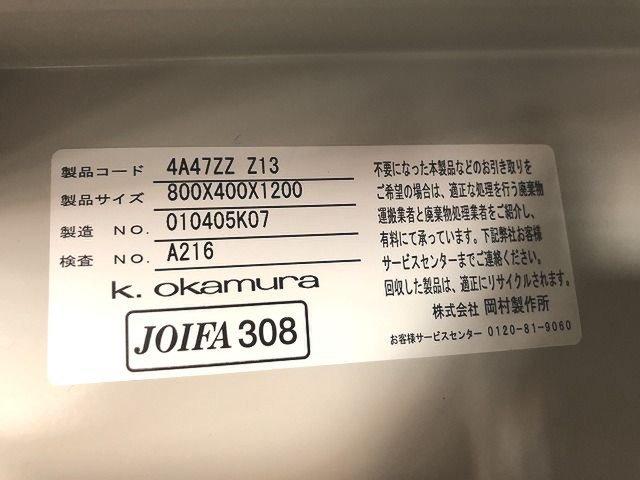 製品コード 4A47ZZ Z13
製品サイズ 800X400X1200
製造 NO. 010405K07
検査 NO. A216
k. okamura
JOIFA 308
不要になった本製品などのお引き取りを
ご希望の場合は、適正な処理を行う廃棄物
運搬業者と廃棄物処理業者をご紹介し、
有料にて承っています。下記弊社お客様
サービスセンターまでご連絡ください。
回収した製品は、適正にリサイクルされます。
株式会社 岡村製作所
お客様サービスセンター 0120-81-9060